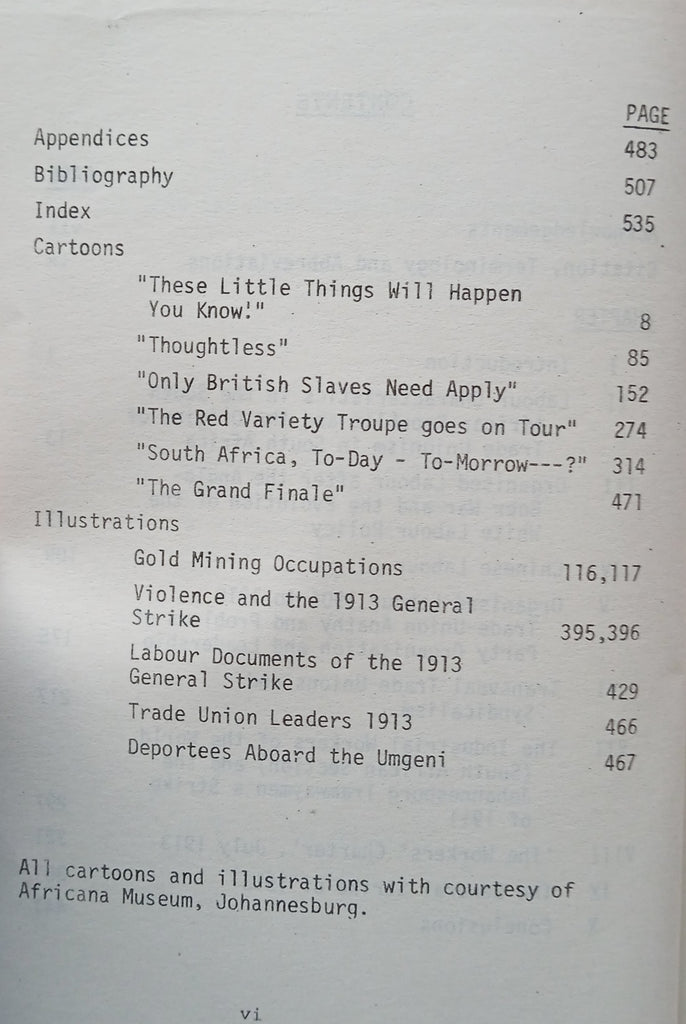 PAGE
Appendices 483
Bibliography 507
Index 535
Cartoons
"These Little Things Will Happen
You Know!" 8
"Thoughtless" 85
"Only British Slaves Need Apply" 152
"The Red Variety Troupe goes on Tour" 274
"South Africa, To-Day - To-Morrow---?" 314
"The Grand Finale" 471
Illustrations
Gold Mining Occupations 116,117
Violence and the 1913 General
Strike 395,396
Labour Documents of the 1913
General Strike 429
Trade Union Leaders 1913 466
Deportees Aboard the Umgeni 467
All cartoons and illustrations with courtesy of
Africana Museum, Johannesburg.
vi